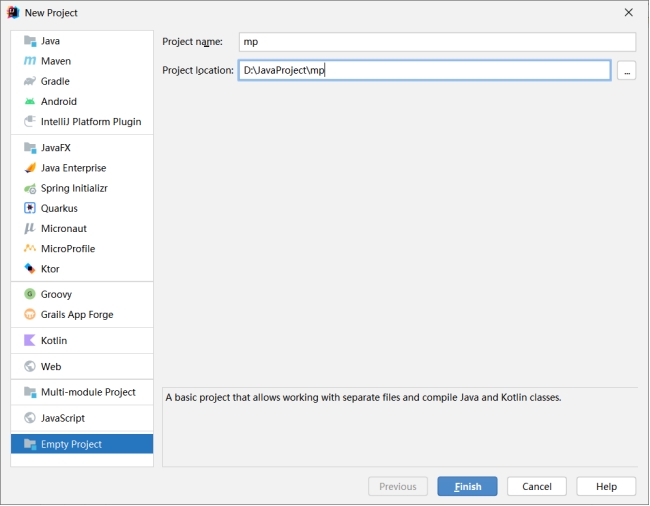 New Project
Java
Maven
Gradle
Android
IntelliJ Platform Plugin
JavaFX
Java Enterprise
Spring Initializr
Quarkus
Micronaut
MicroProfile
Ktor
Groovy
Grails App Forge
Kotlin
Web
Multi-module Project
JavaScript
Empty Project
Project name: mp
Project location: D:\JavaProject\mp ...
A basic project that allows working with separate files and compile Java and Kotlin classes.
Previous Finish Cancel Help